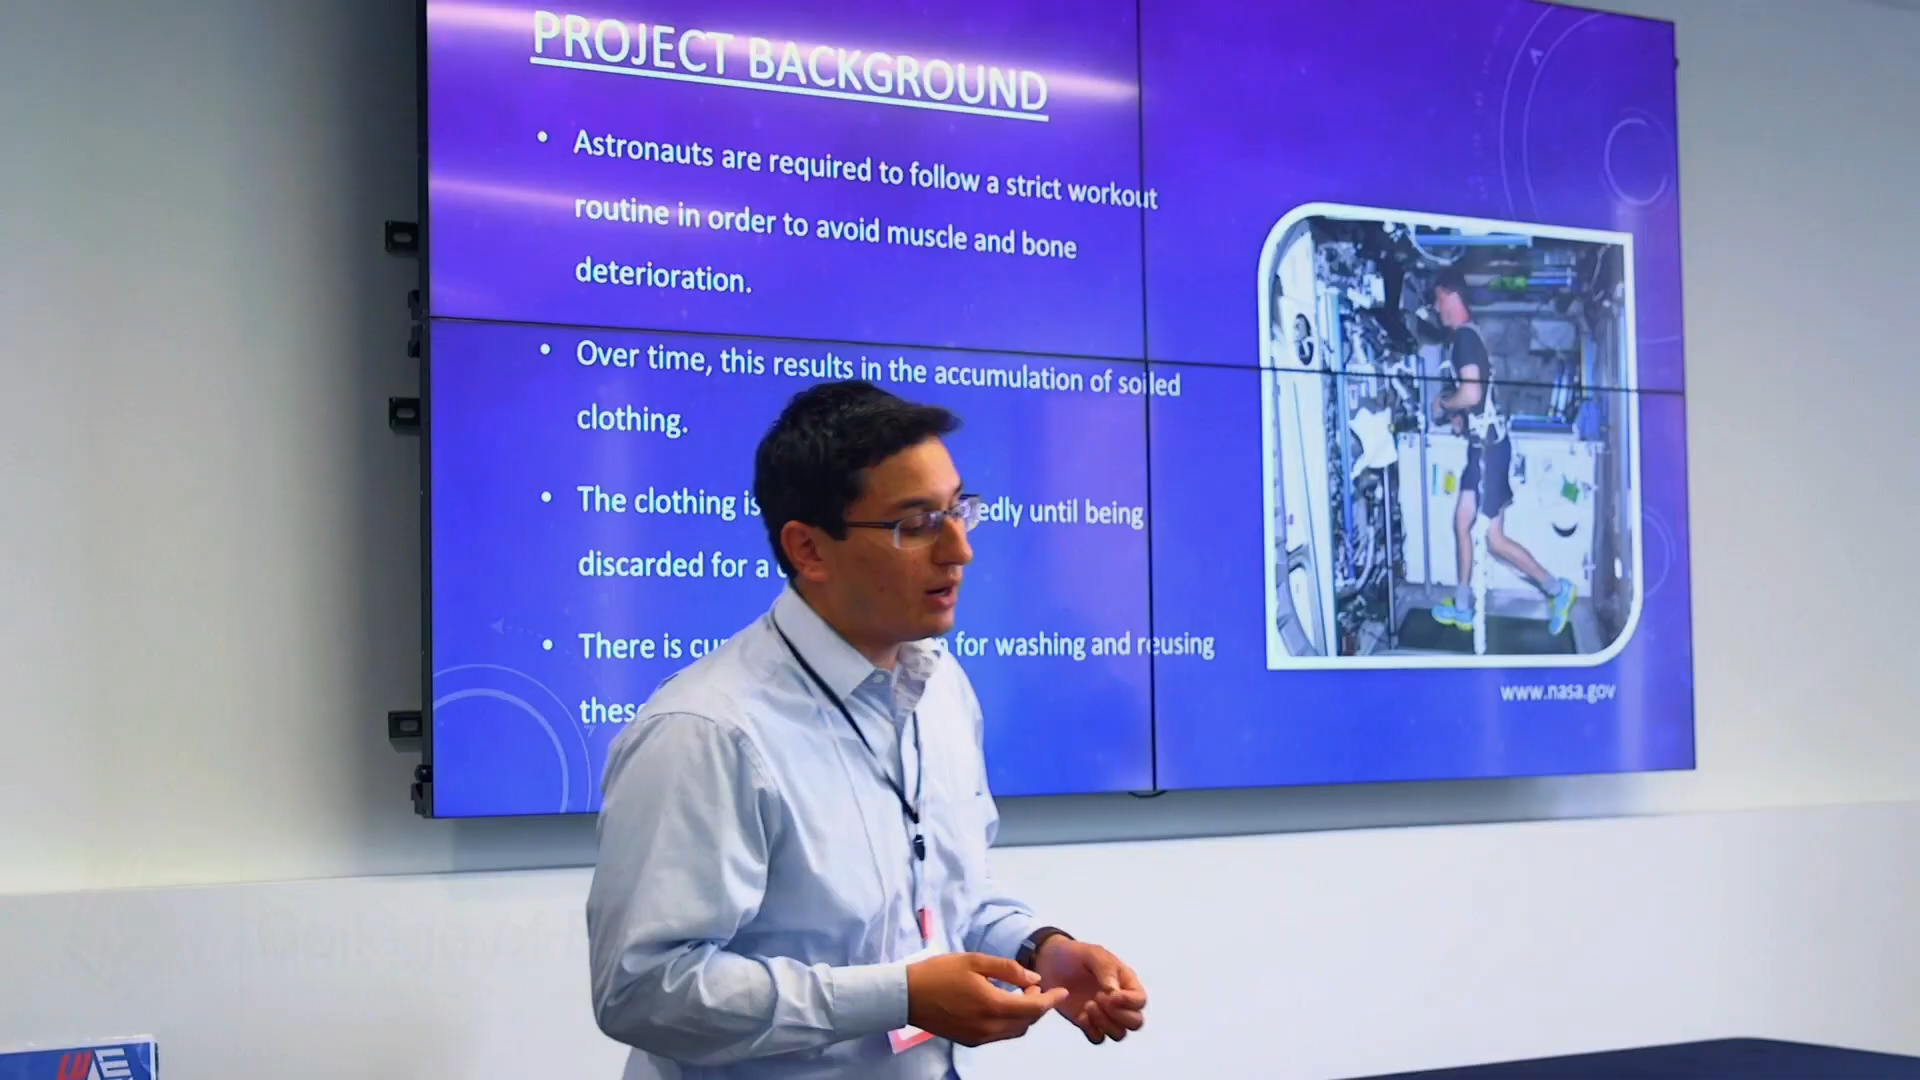 PROJECT BACKGROUND
• Astronauts are required to follow a strict workout
routine in order to avoid muscle and bone
deterioration.
• Over time, this results in the accumulation of soiled
clothing.
• The clothing is edly until being
discarded for a
• There is for washing and reusing
www.nasa.gov